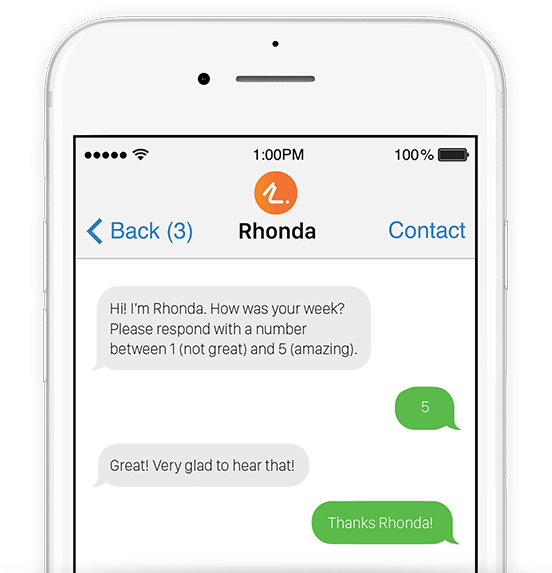 1:00PM
100%
r.
Back (3)
Rhonda
Contact
Hi! I'm Rhonda. How was your week?
Please respond with a number
between 1 (not great) and 5 (amazing).
5
Great! Very glad to hear that!
Thanks Rhonda!